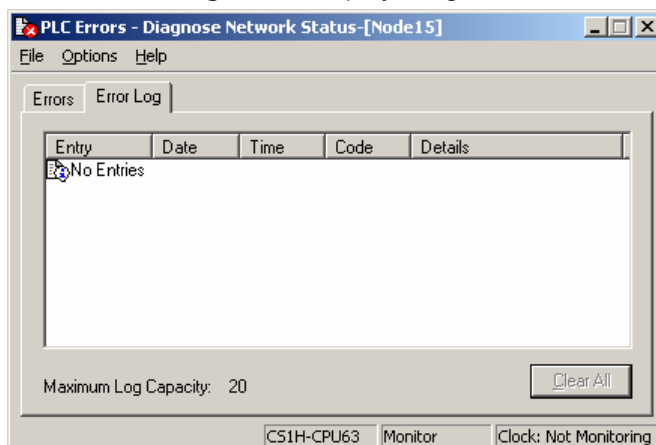 PLC Errors - Diagnose Network Status-[Node15]
File Options Help
Errors Error Log
Entry Date Time Code Details
No Entries
Maximum Log Capacity: 20 Clear All
CS1H-CPU63 Monitor Clock: Not Monitoring